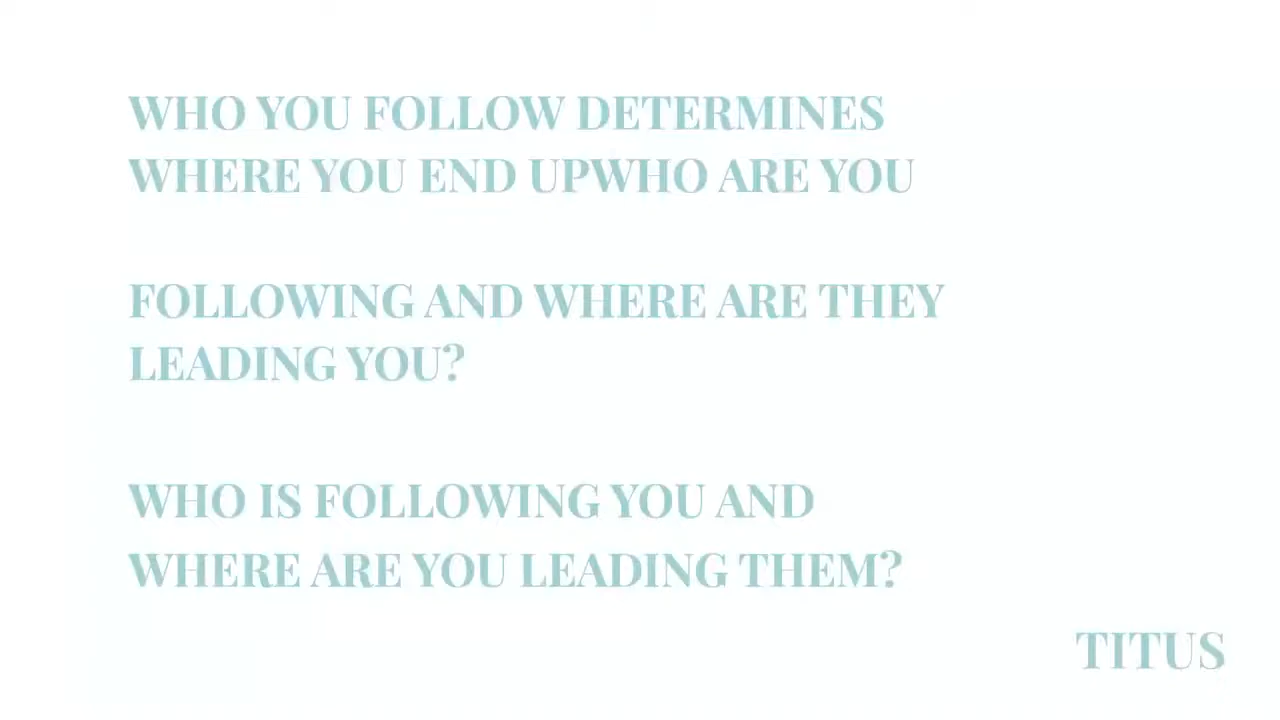 WHO YOU FOLLOW DETERMINES
WHERE YOU END UPWHO ARE YOU
FOLLOWING AND WHERE ARE THEY
LEADING YOU?
WHO IS FOLLOWING YOU AND
WHERE ARE YOU LEADING THEM?
TITUS